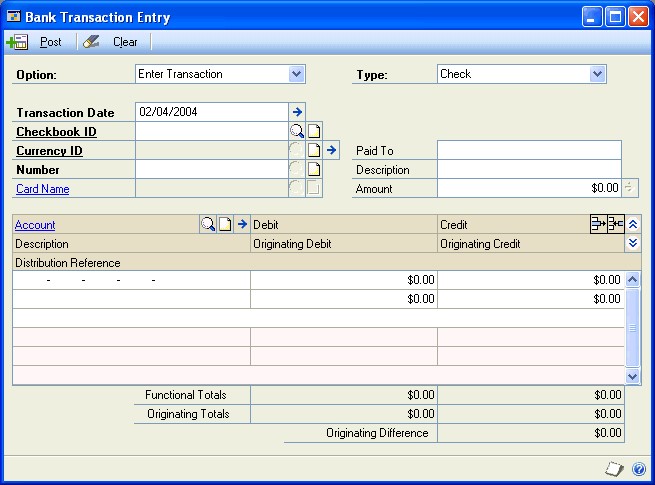 Bank Transaction Entry
Post Clear
Option: Enter Transaction Type: Check
Transaction Date 02/04/2004
Checkbook ID
Currency ID Paid To
Number Description
Card Name Amount $0.00
Account Debit Credit
Description Originating Debit Originating Credit
Distribution Reference
- - - - $0.00 $0.00
$0.00 $0.00
Functional Totals $0.00 $0.00
Originating Totals $0.00 $0.00
Originating Difference $0.00